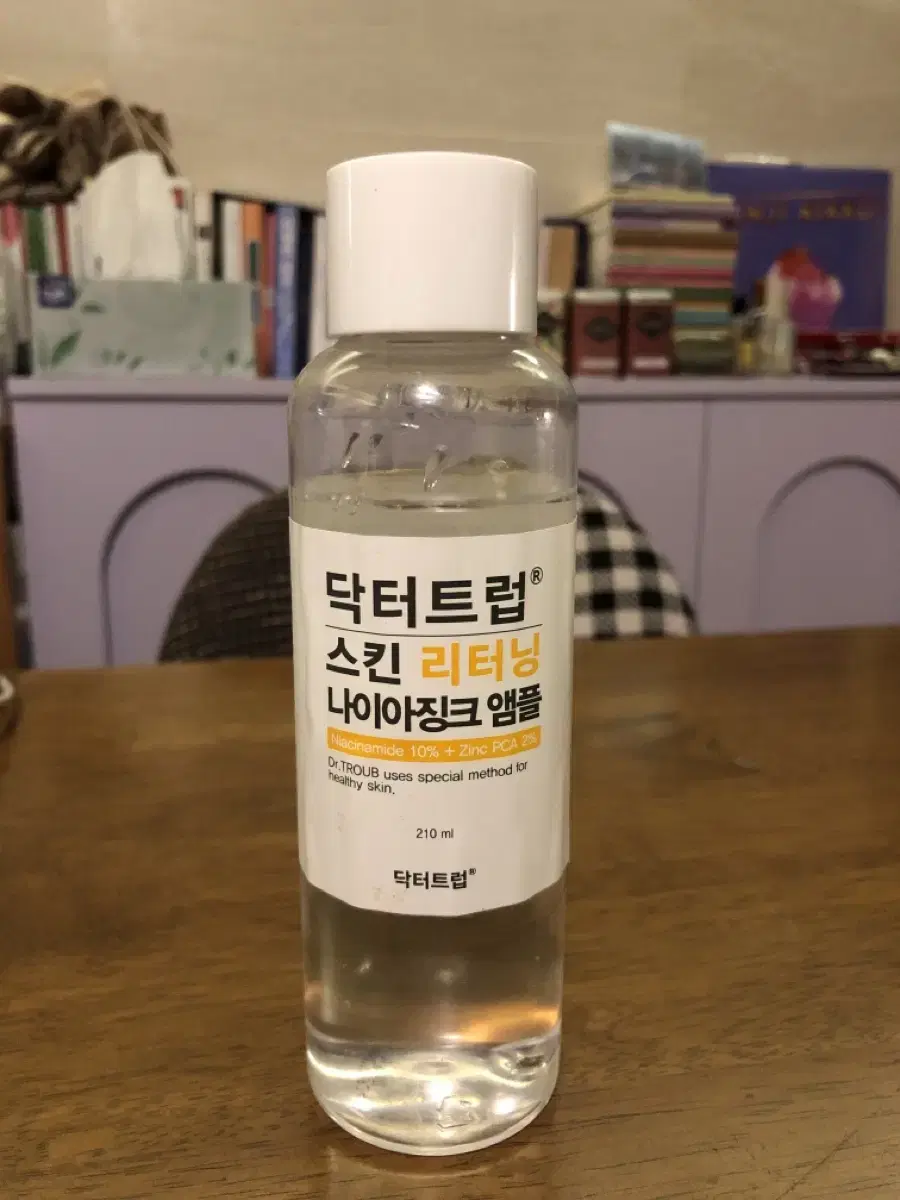 닥터트럽®
스킨 리터닝
나이아징크 앰플
Niacinamide 10% + Zinc PCA 2%
Dr.TROUB uses special method for
healthy skin.
210 ml
닥터트럽®